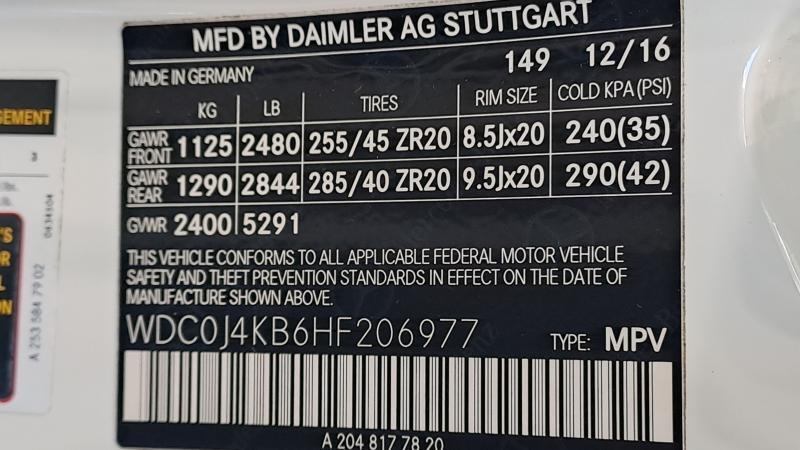 MFD BY DAIMLER AG STUTTGART
MADE IN GERMANY 149 12/16
KG LB TIRES RIM SIZE COLD KPA (PSI)
GAWR FRONT 1125 2480 255/45 ZR20 8.5Jx20 240(35)
GAWR REAR 1290 2844 285/40 ZR20 9.5Jx20 290(42)
GVWR 2400 5291
THIS VEHICLE CONFORMS TO ALL APPLICABLE FEDERAL MOTOR VEHICLE
SAFETY AND THEFT PREVENTION STANDARDS IN EFFECT ON THE DATE OF
MANUFACTURE SHOWN ABOVE.
WDC0J4KB6HF206977 TYPE: MPV
A 204 817 78 20
GEMENT
3
'S
A 253 584 79 02